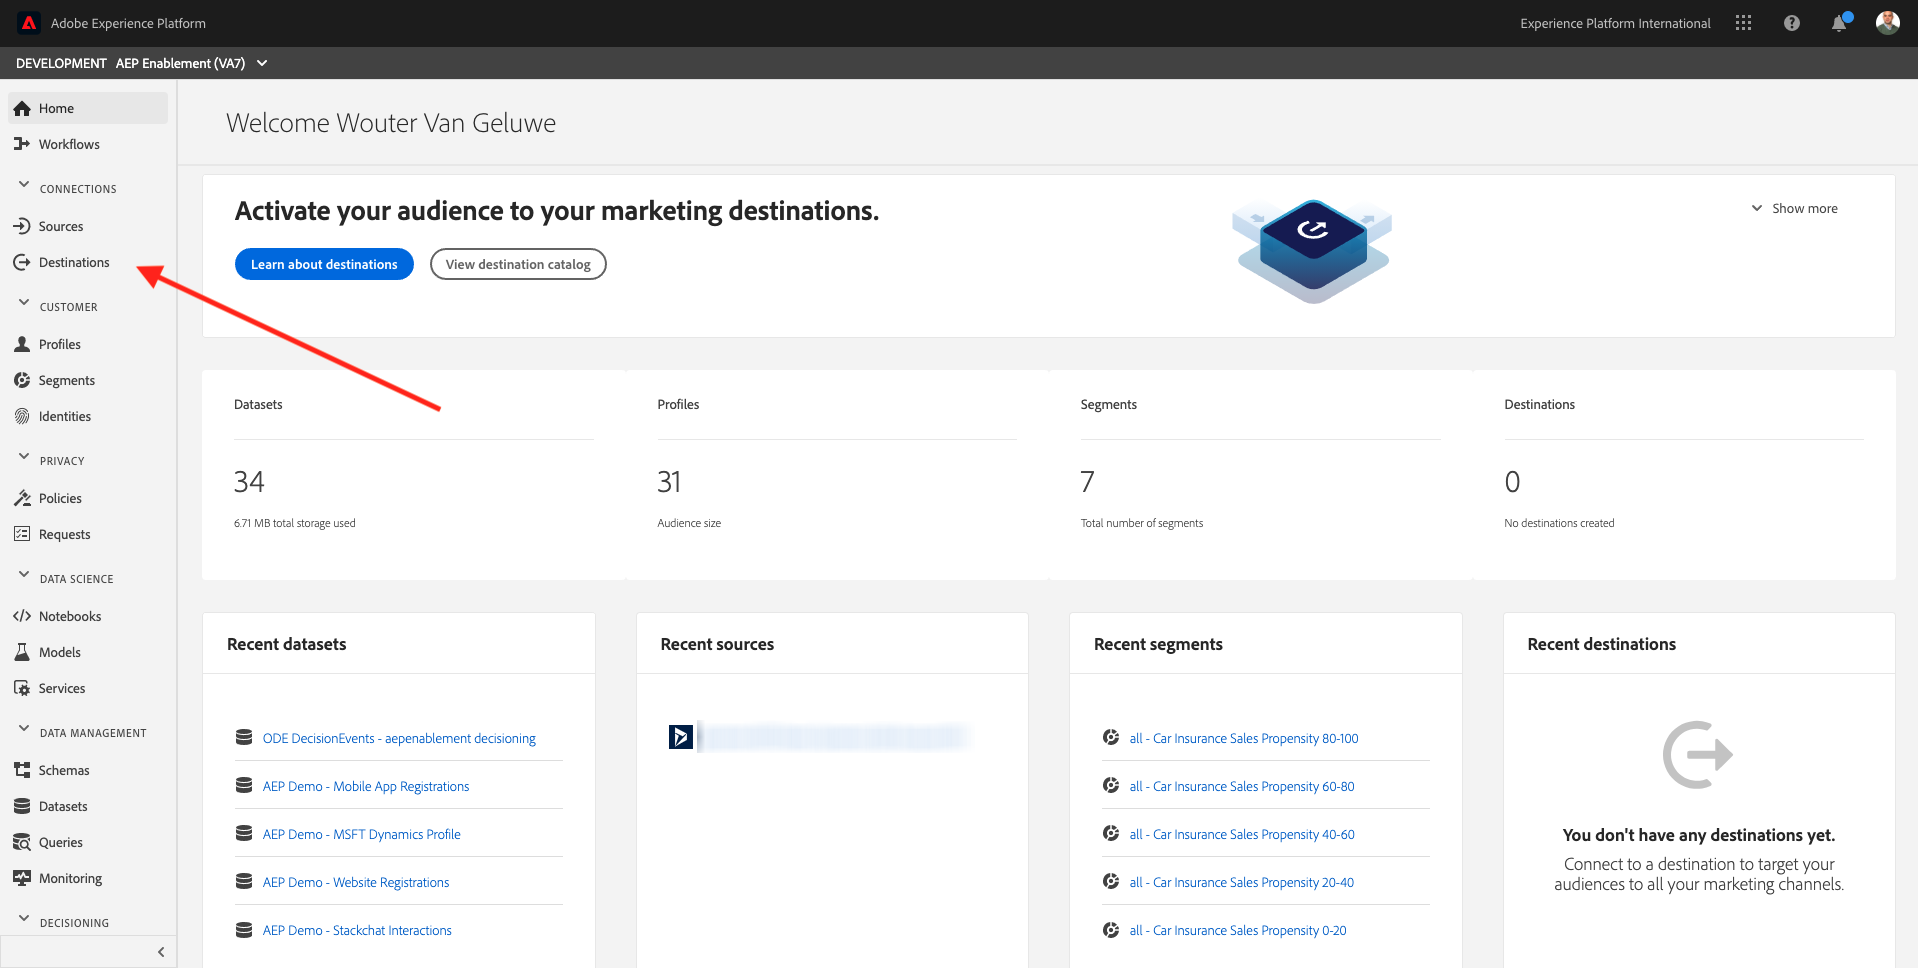 Adobe Experience Platform
Experience Platform International
DEVELOPMENT AEP Enablement (VA7)
Home
Workflows
CONNECTIONS
Sources
Destinations
CUSTOMER
Profiles
Segments
Identities
PRIVACY
Policies
Requests
DATA SCIENCE
Notebooks
Models
Services
DATA MANAGEMENT
Schemas
Datasets
Queries
Monitoring
DECISIONING
Welcome Wouter Van Geluwe
Activate your audience to your marketing destinations.
Show more
Learn about destinations
View destination catalog
Datasets
34
6.71 MB total storage used
Profiles
31
Audience size
Segments
7
Total number of segments
Destinations
0
No destinations created
Recent datasets
ODE DecisionEvents - aepenablement decisioning
AEP Demo - Mobile App Registrations
AEP Demo - MSFT Dynamics Profile
AEP Demo - Website Registrations
AEP Demo - Stackchat Interactions
Recent sources
Recent segments
all - Car Insurance Sales Propensity 80-100
all - Car Insurance Sales Propensity 60-80
all - Car Insurance Sales Propensity 40-60
all - Car Insurance Sales Propensity 20-40
all - Car Insurance Sales Propensity 0-20
Recent destinations
You don't have any destinations yet.
Connect to a destination to target your
audiences to all your marketing channels.